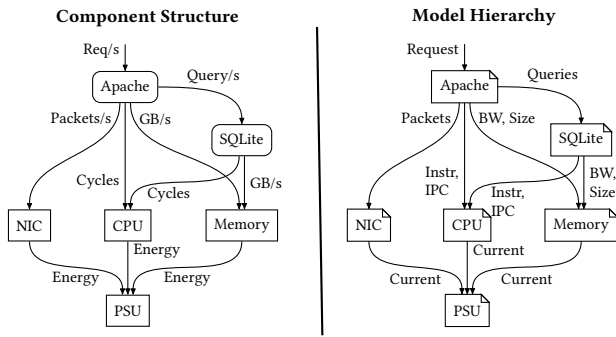 Component Structure
Req/s
Apache
Query/s
Packets/s
GB/s
SQLite
Cycles
Cycles
GB/s
NIC
CPU
Memory
Energy
Energy
Energy
PSU
Model Hierarchy
Request
Apache
Queries
Packets
BW, Size
SQLite
Instr,
IPC
Instr,
IPC
BW,
Size
NIC
CPU
Memory
Current
Current
Current
PSU